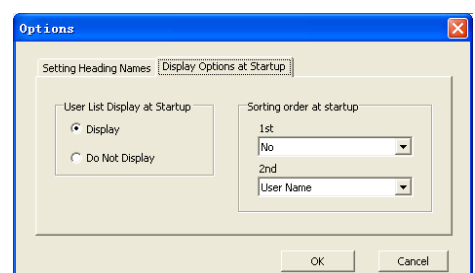 Options
Setting Heading Names Display Options at Startup
User List Display at Startup
Display
Do Not Display
Sorting order at startup
1st
No
2nd
User Name
OK Cancel